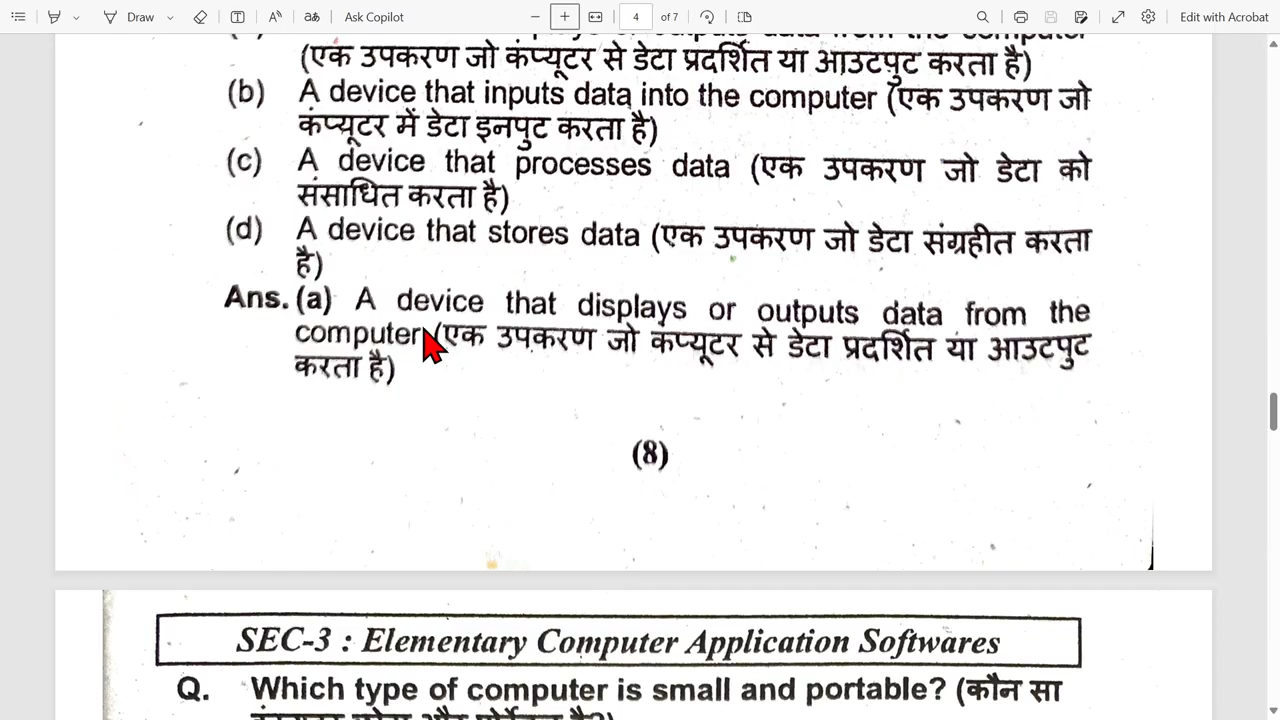 Draw
Ask Copilot
4 of 7
Edit with Acrobat
(एक उपकरण जो कंप्यूटर से डेटा प्रदर्शित या आउटपुट करता है)
(b) A device that inputs data into the computer (एक उपकरण जो
कंप्यूटर में डेटा इनपुट करता है)
(c) A device that processes data (एक उपकरण जो डेटा को
संसाधित करता है)
(d) A device that stores data (एक उपकरण जो डेटा संग्रहीत करता
है)
Ans. (a) A device that displays or outputs data from the
computer (एक उपकरण जो कंप्यूटर से डेटा प्रदर्शित या आउटपुट
करता है)
(8)
SEC-3 : Elementary Computer Application Softwares
Q. Which type of computer is small and portable? (कौन सा